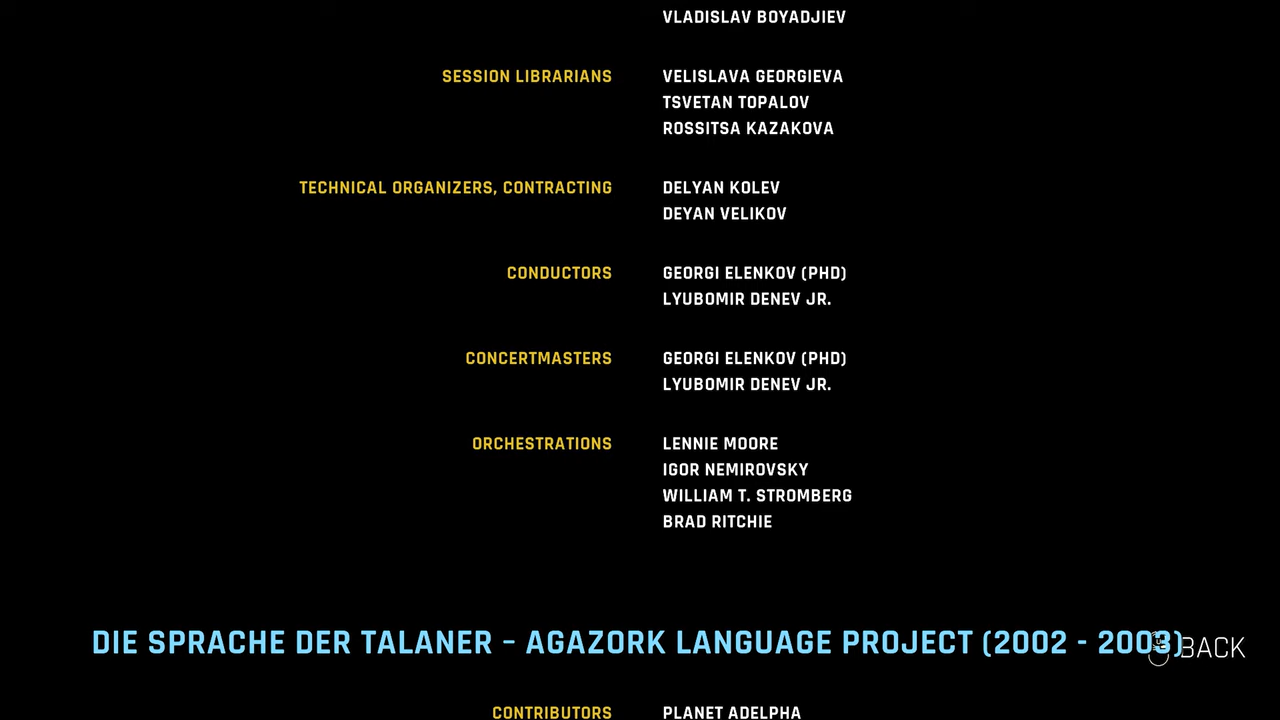 VLADISLAV BOYADJIEV
SESSION LIBRARIANS VELISLAVA GEORGIEVA
TSVETAN TOPALOV
ROSSITSA KAZAKOVA
TECHNICAL ORGANIZERS, CONTRACTING DELYAN KOLEV
DEYAN VELIKOV
CONDUCTORS GEORGI ELENKOV (PHD)
LYUBOMIR DENEV JR.
CONCERTMASTERS GEORGI ELENKOV (PHD)
LYUBOMIR DENEV JR.
ORCHESTRATIONS LENNIE MOORE
IGOR NEMIROVSKY
WILLIAM T. STROMBERG
BRAD RITCHIE
DIE SPRACHE DER TALANER – AGAZORK LANGUAGE PROJECT (2002 - 2003)
BACK
CONTRIBUTORS PLANET ADELPHA